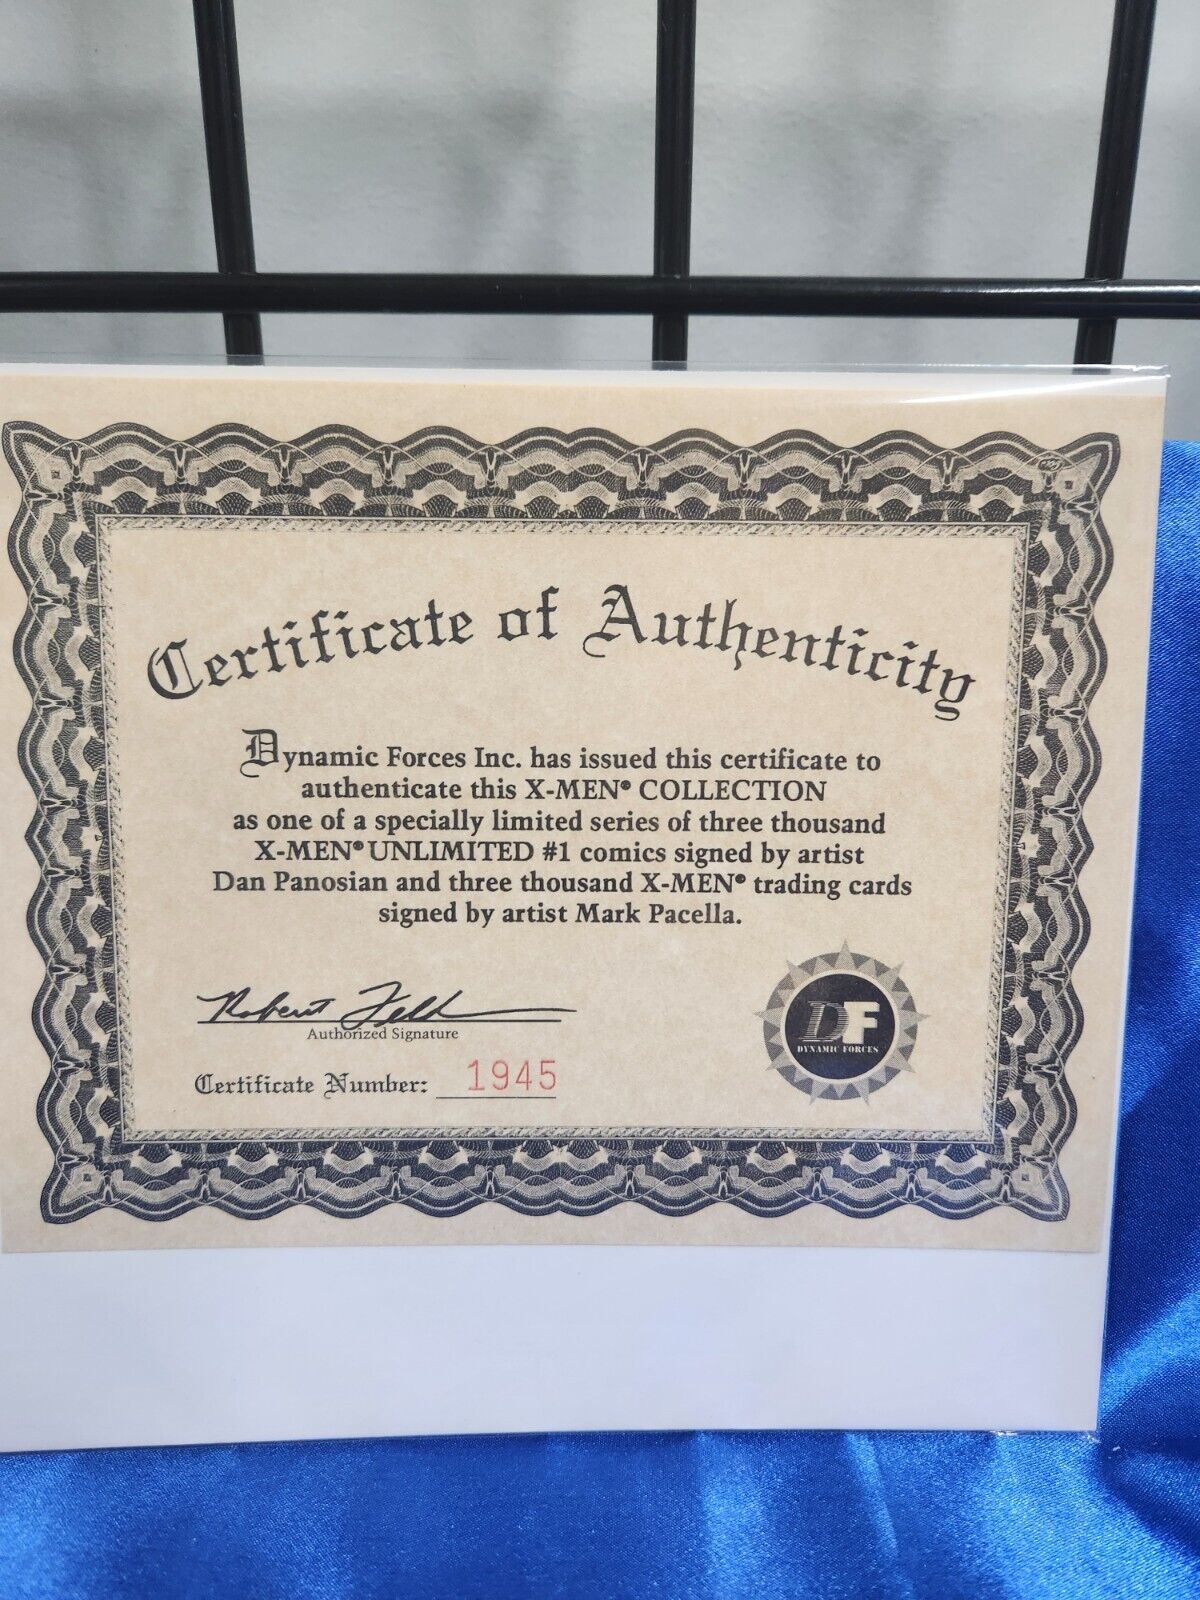 Certificate of Authenticity
Dynamic Forces Inc. has issued this certificate to
authenticate this X-MEN® COLLECTION
as one of a specially limited series of three thousand
X-MEN® UNLIMITED #1 comics signed by artist
Dan Panosian and three thousand X-MEN® trading cards
signed by artist Mark Pacella.
Robert Feld
Authorized Signature
Certificate Number: 1945
DF
DYNAMIC FORCES